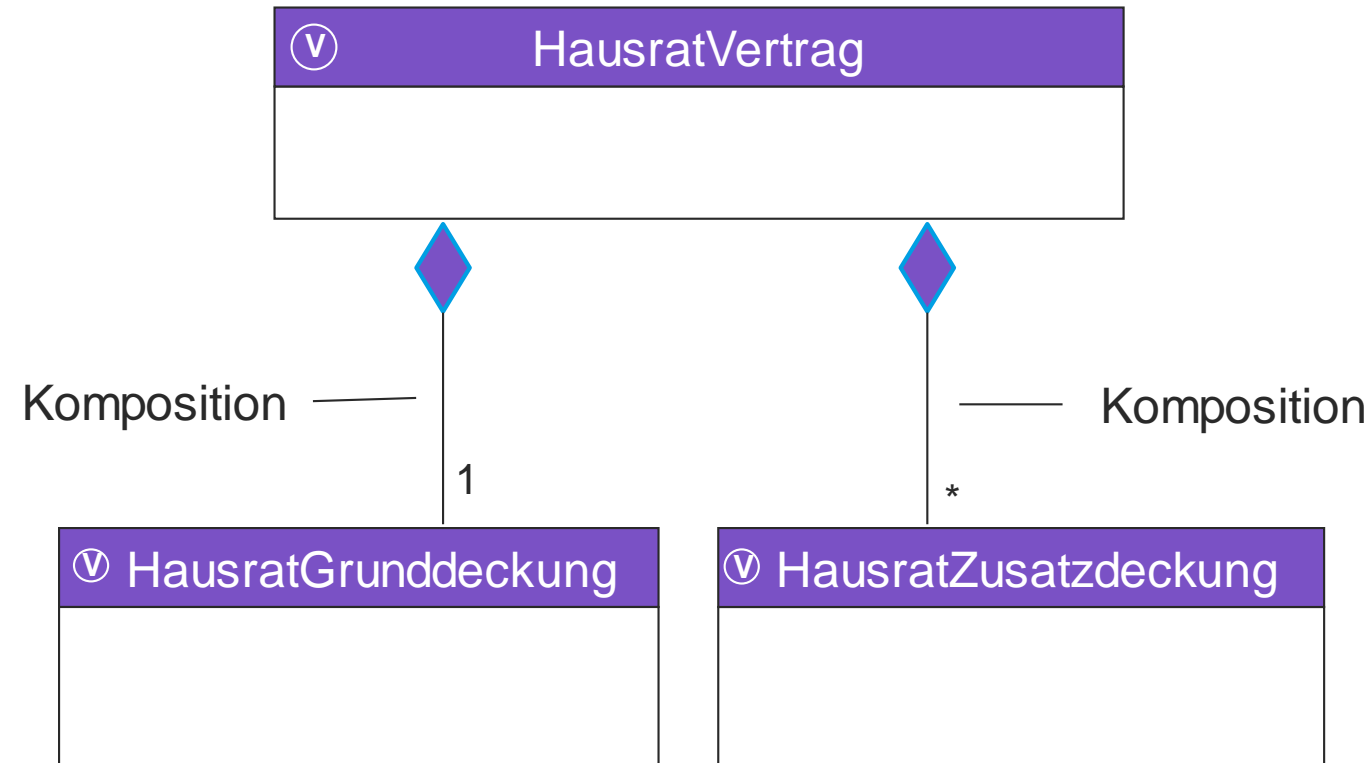 V HausratVertrag
Komposition
Komposition
1
*
V HausratGrunddeckung
V HausratZusatzdeckung